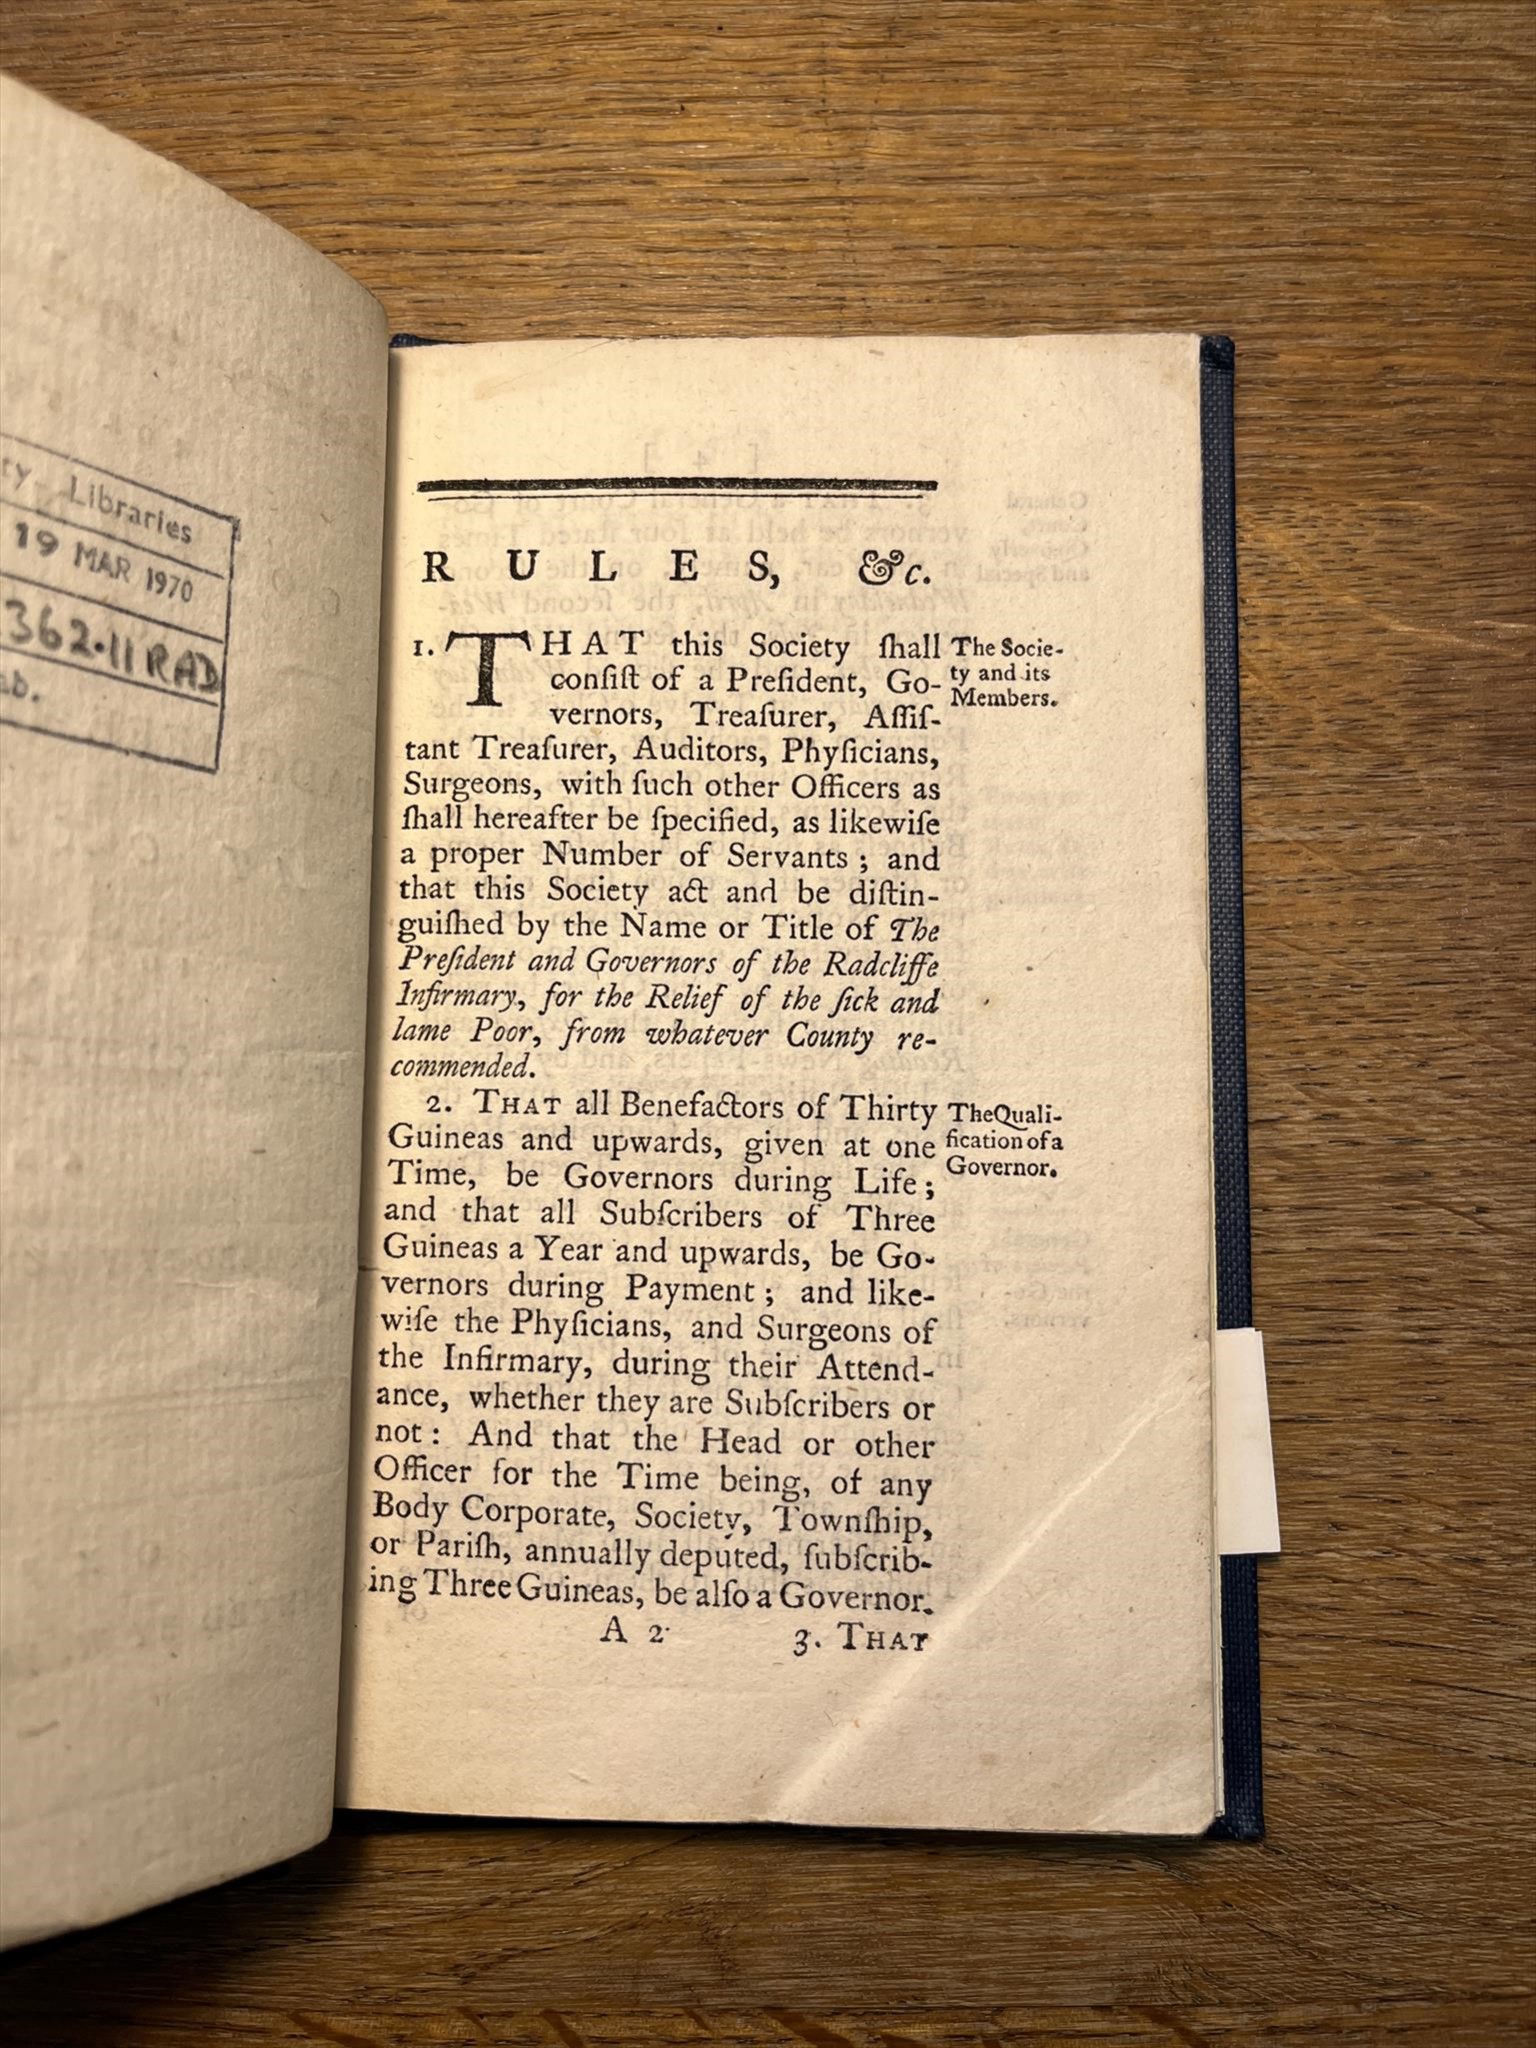 ty Libraries
19 MAR 1970
362.11 RAD
RULES, &c.
1. THAT this Society ſhall
conſiſt of a Preſident, Go-
vernors, Treaſurer, Aſſiſ-
tant Treaſurer, Auditors, Phyſicians,
Surgeons, with ſuch other Officers as
ſhall hereafter be ſpecified, as likewiſe
a proper Number of Servants ; and
that this Society act and be diſtin-
guiſhed by the Name or Title of The
Preſident and Governors of the Radcliffe
Infirmary, for the Relief of the ſick and
lame Poor, from whatever County re-
commended.
The Socie-
ty and its
Members.
2. THAT all Benefactors of Thirty
Guineas and upwards, given at one
Time, be Governors during Life ;
and that all Subſcribers of Three
Guineas a Year and upwards, be Go-
vernors during Payment ; and like-
wiſe the Phyſicians, and Surgeons of
the Infirmary, during their Attend-
ance, whether they are Subſcribers or
not : And that the Head or other
Officer for the Time being, of any
Body Corporate, Society, Townſhip,
or Pariſh, annually deputed, ſubſcrib-
ing Three Guineas, be alſo a Governor.
The Quali-
fication of a
Governor.
A 2
3. THAT